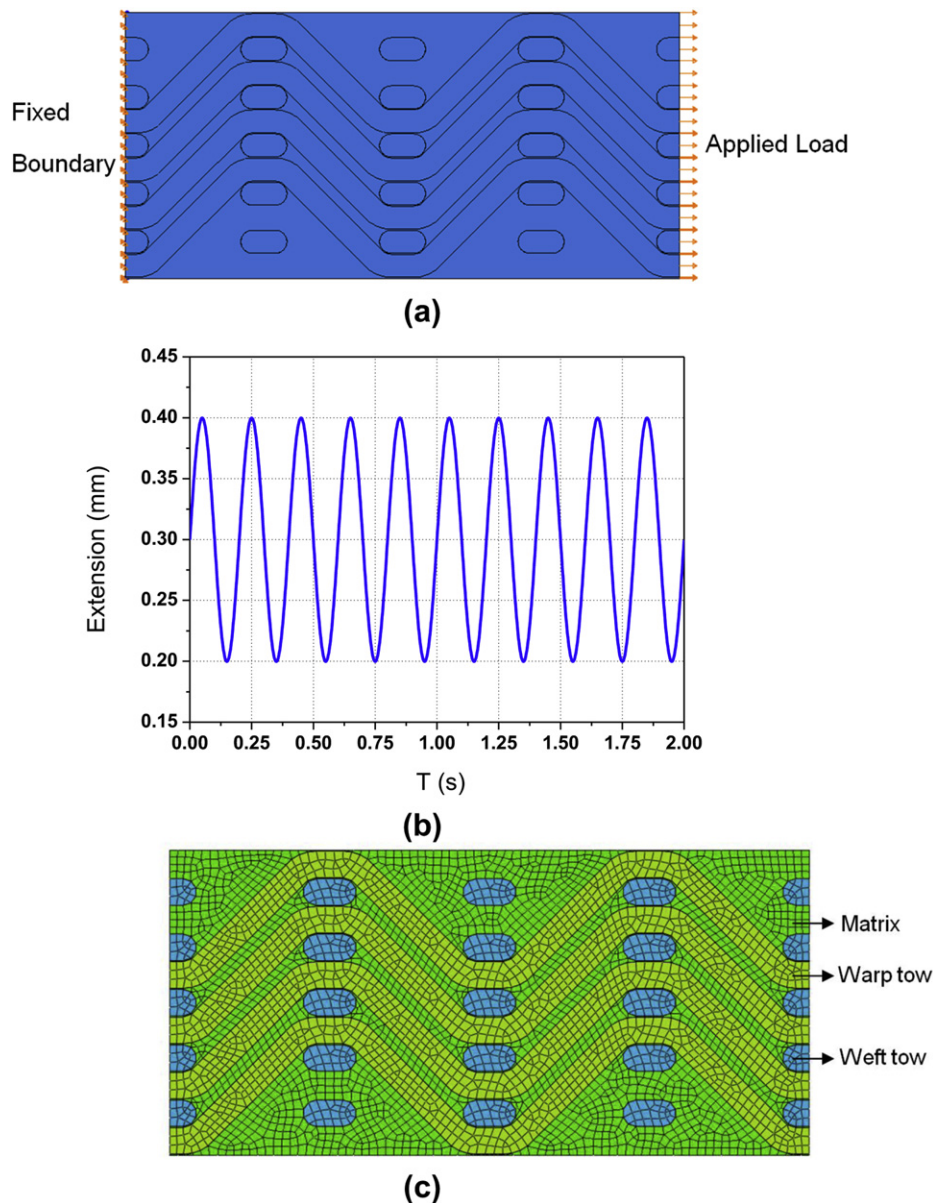 Fixed
Boundary
Applied Load
(a)
0.45
0.40
0.35
0.30
0.25
0.20
0.15
Extension (mm)
0.00 0.25 0.50 0.75 1.00 1.25 1.50 1.75 2.00
T (s)
(b)
Matrix
Warp tow
Weft tow
(c)